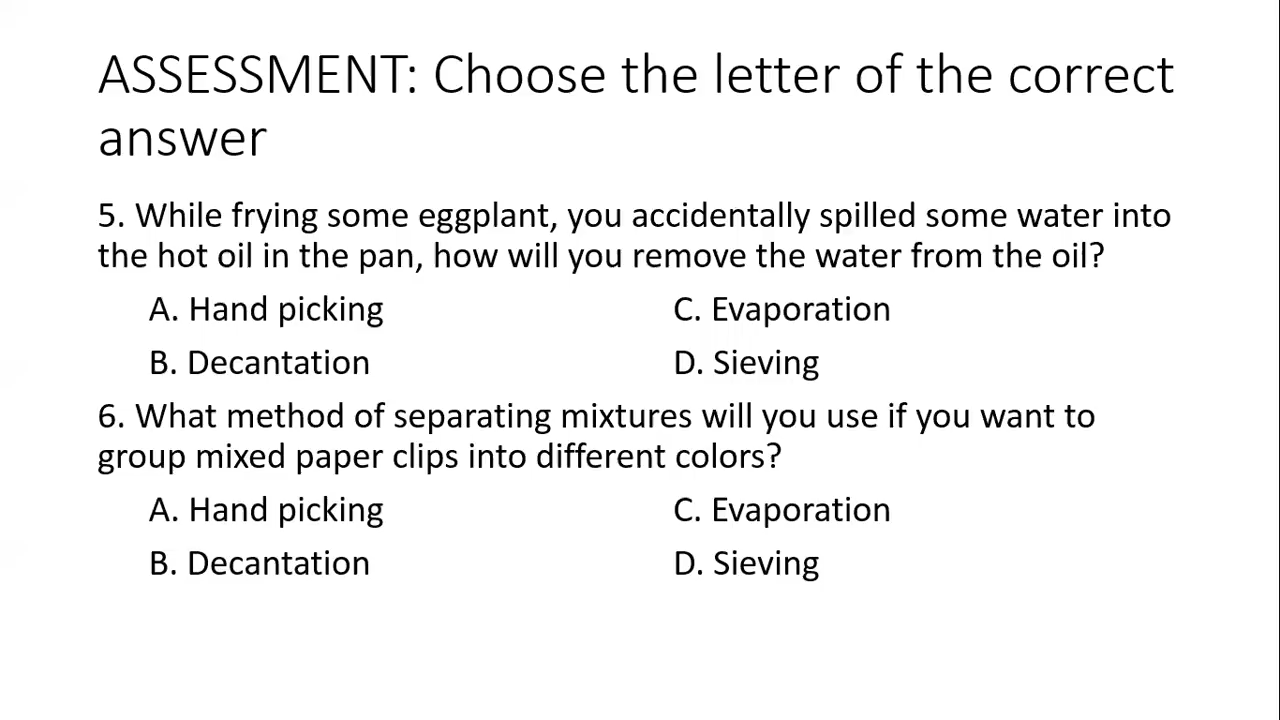 ASSESSMENT: Choose the letter of the correct
answer
5. While frying some eggplant, you accidentally spilled some water into
the hot oil in the pan, how will you remove the water from the oil?
A. Hand picking C. Evaporation
B. Decantation D. Sieving
6. What method of separating mixtures will you use if you want to
group mixed paper clips into different colors?
A. Hand picking C. Evaporation
B. Decantation D. Sieving